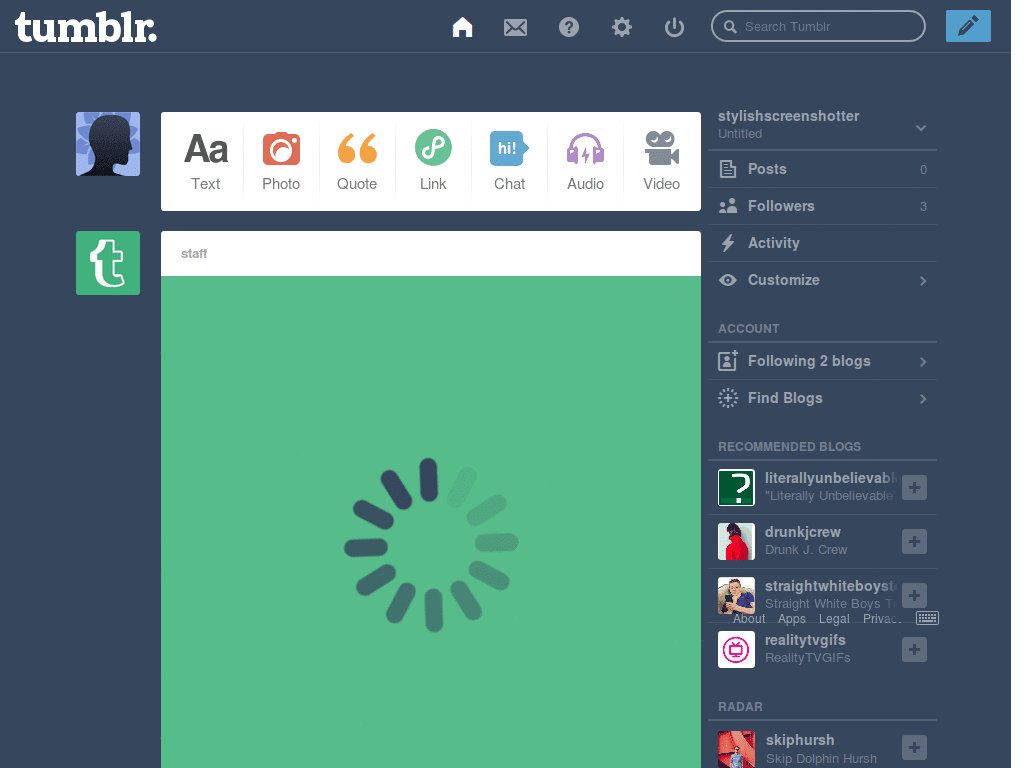 tumblr.
Search Tumblr
Aa
hi!
Text
Photo
Quote
Link
Chat
Audio
Video
staff
stylishscreenshotter
Untitled
Posts 0
Followers 3
Activity
Customize
ACCOUNT
Following 2 blogs
Find Blogs
RECOMMENDED BLOGS
?
literallyunbelievabl
"Literally Unbelievable"
drunkjcrew
Drunk J. Crew
straightwhiteboyste
Straight White Boys T
About Apps Legal Privac
realitytvgifs
RealityTVGIFs
RADAR
skiphursh
Skip Dolphin Hursh